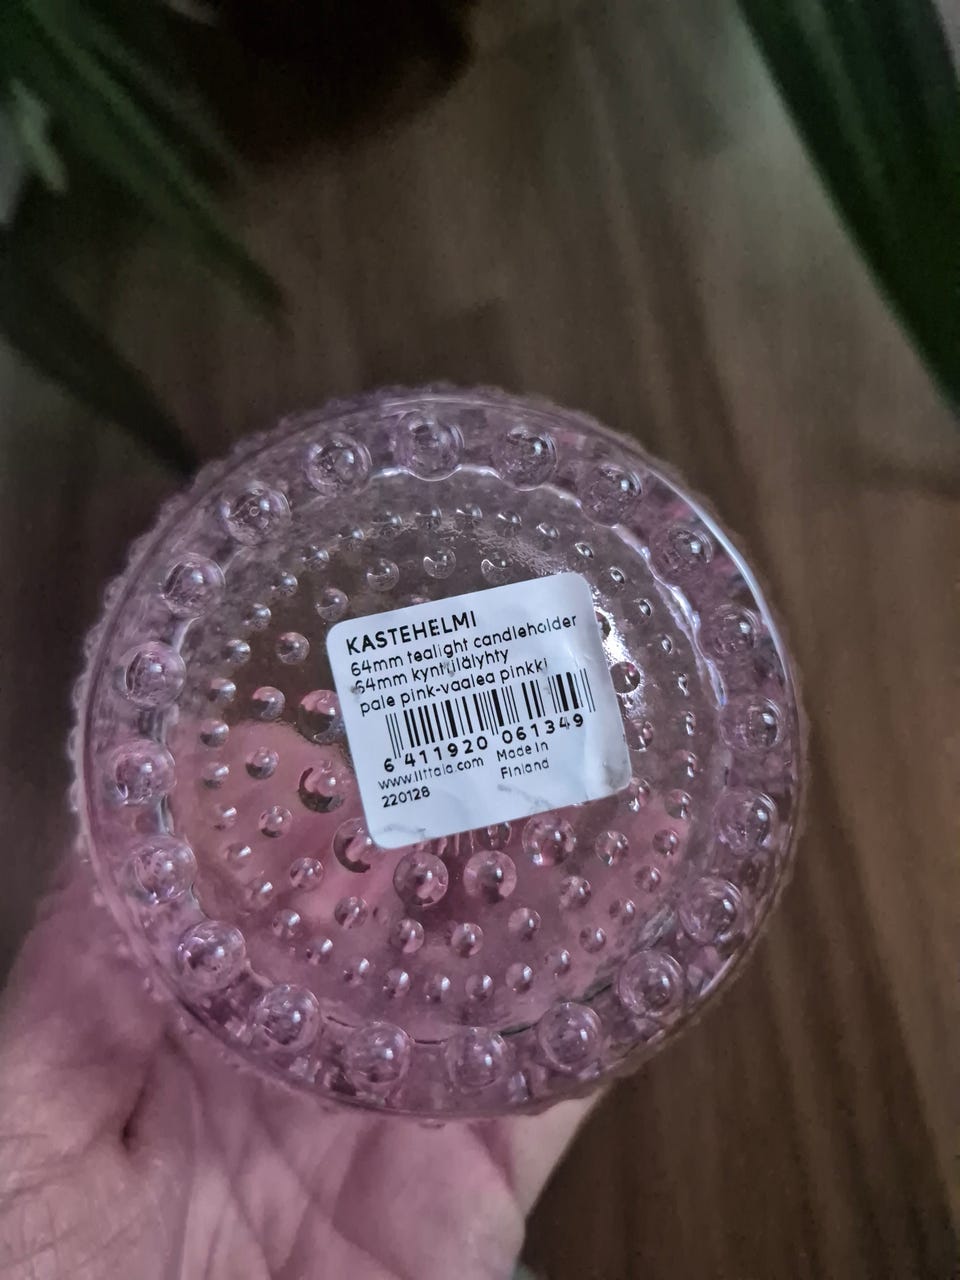 KASTEHELMI
64mm tealight candleholder
64mm kynttilälyhty
pale pink-vaalea pinkki
6 411920 061349
www.iittala.com Made in
220128 Finland